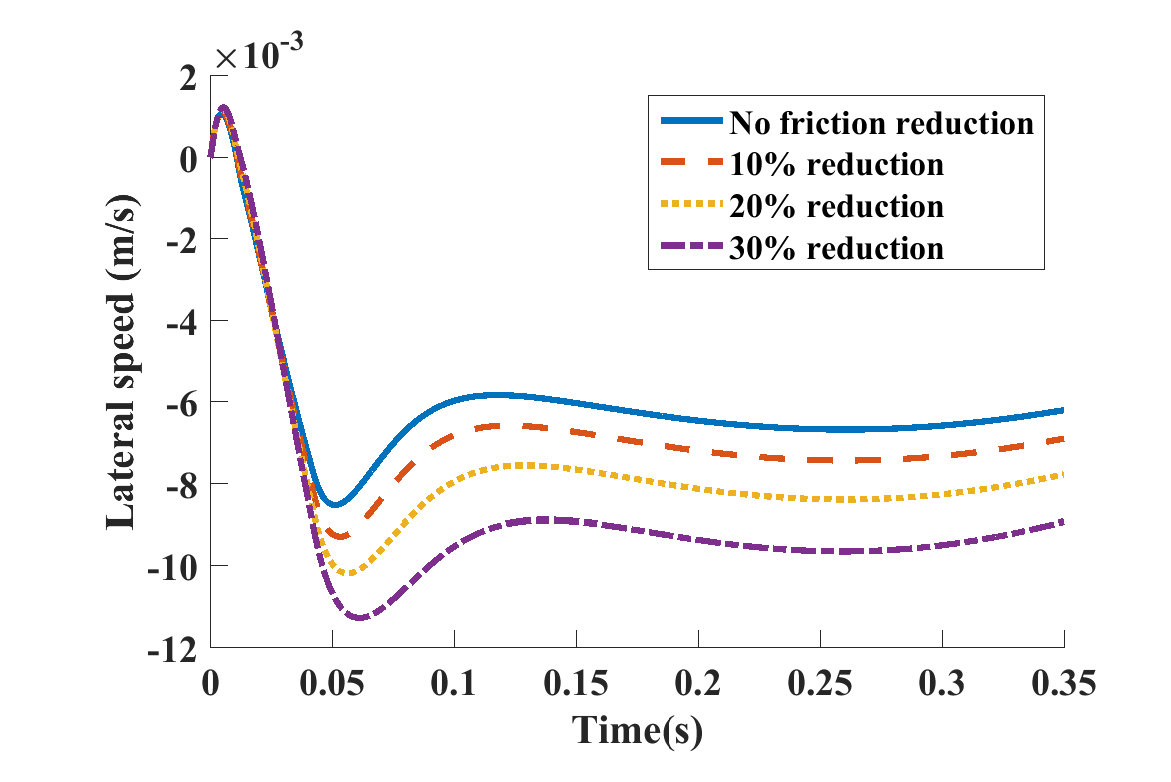 ×10-3
2
0
-2
-4
-6
-8
-10
-12
Lateral speed (m/s)
No friction reduction
10% reduction
20% reduction
30% reduction
0 0.05 0.1 0.15 0.2 0.25 0.3 0.35
Time(s)